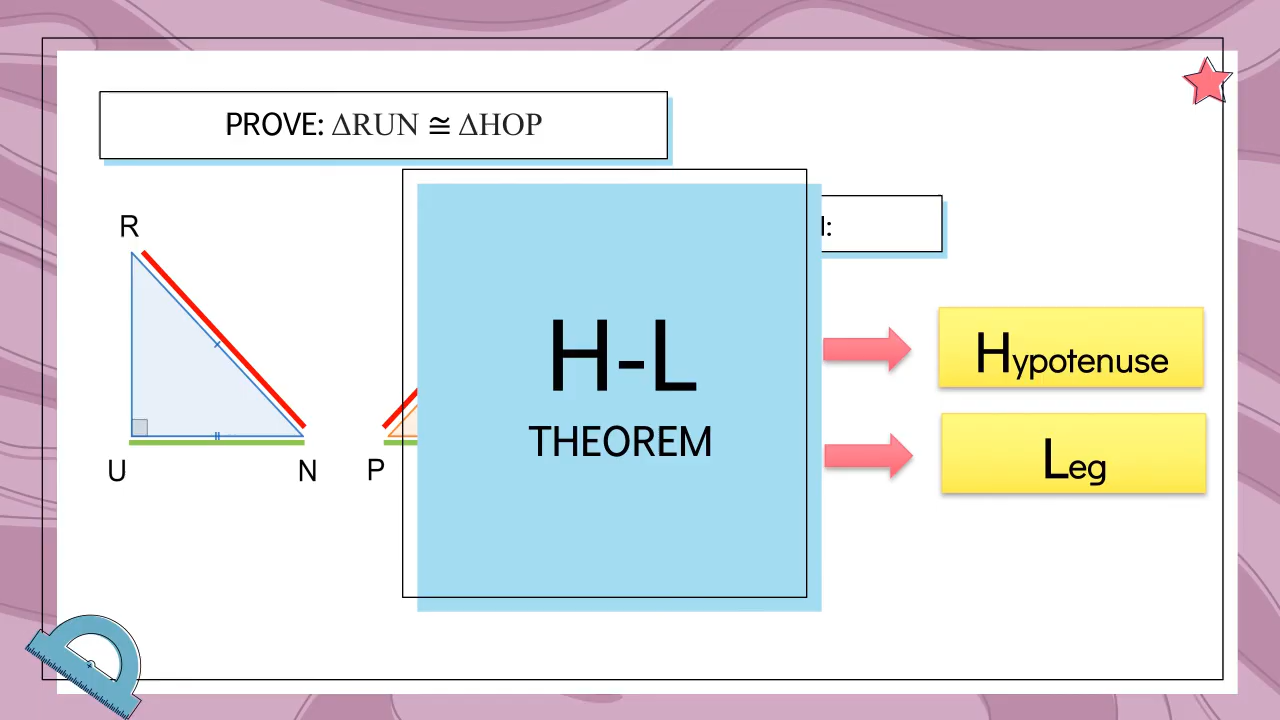 PROVE: ΔRUN ≅ ΔHOP
R
H-L
THEOREM
Hypotenuse
Leg
U
N
P